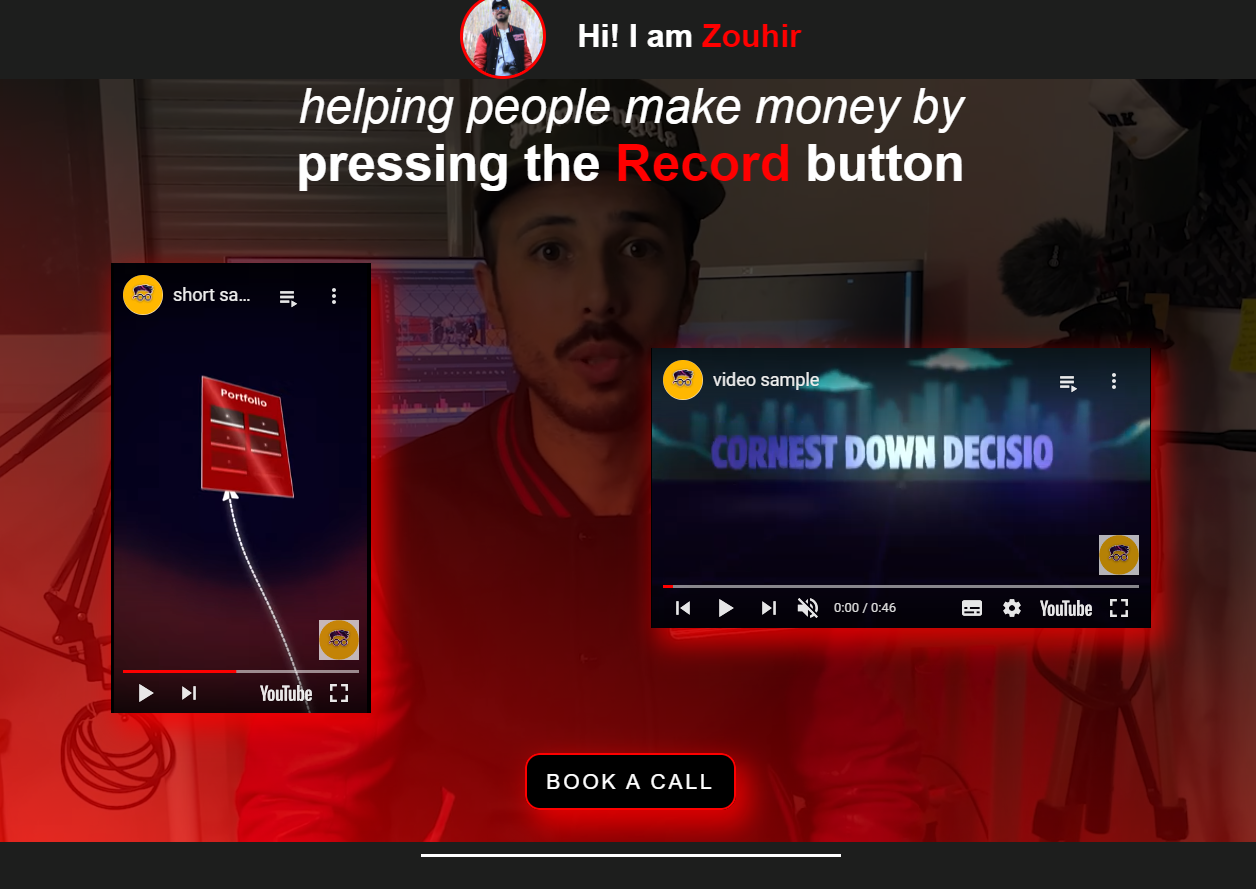 Hi! I am Zouhir
helping people make money by
pressing the Record button
short sa...
Portfolio
YouTube
video sample
CORNEST DOWN DECISIO
0:00 / 0:46
YouTube
BOOK A CALL